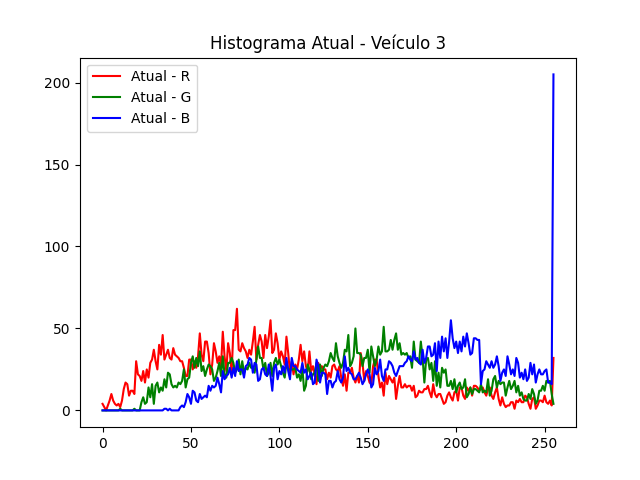 Histograma Atual - Veículo 3
Atual - R
Atual - G
Atual - B
200
150
100
50
0
0 50 100 150 200 250